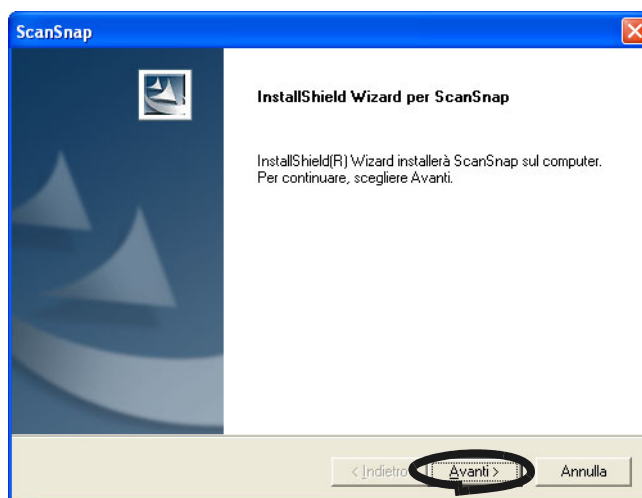 ScanSnap
InstallShield Wizard per ScanSnap
InstallShield(R) Wizard installerà ScanSnap sul computer.
Per continuare, scegliere Avanti.
< Indietro
Avanti >
Annulla